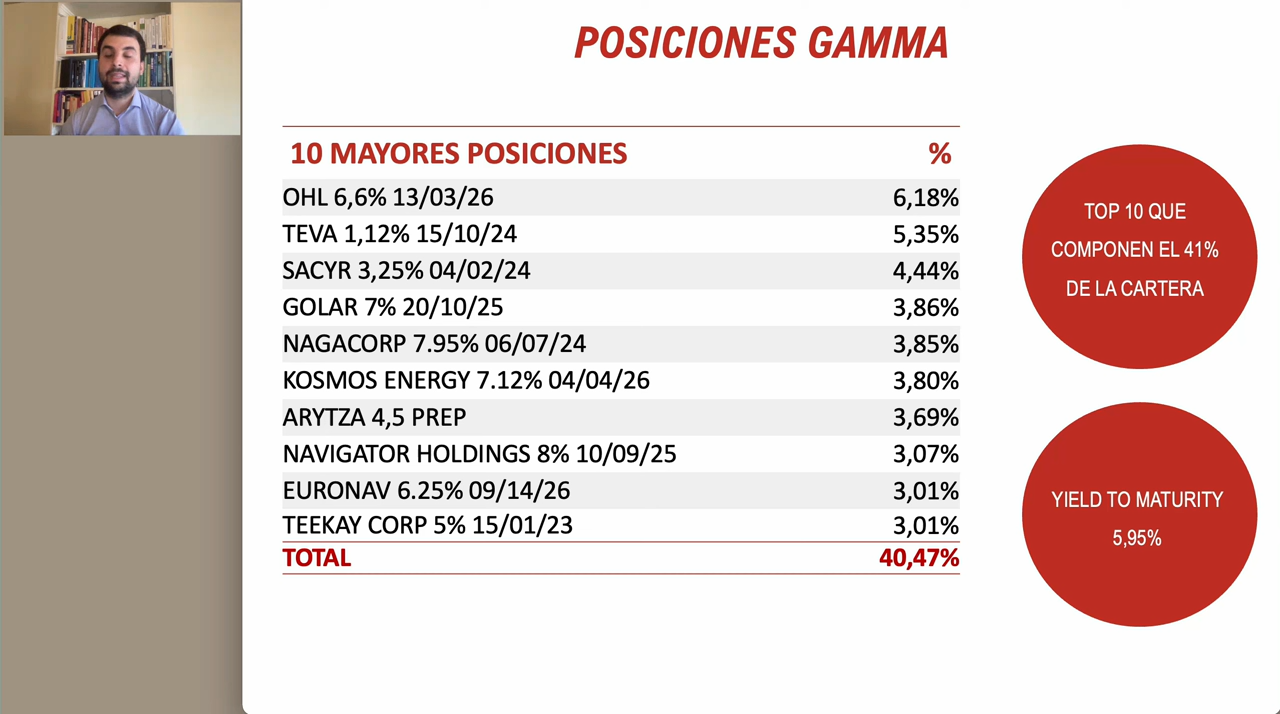 POSICIONES GAMMA
10 MAYORES POSICIONES %
OHL 6,6% 13/03/26 6,18%
TEVA 1,12% 15/10/24 5,35%
SACYR 3,25% 04/02/24 4,44%
GOLAR 7% 20/10/25 3,86%
NAGACORP 7.95% 06/07/24 3,85%
KOSMOS ENERGY 7.12% 04/04/26 3,80%
ARYTZA 4,5 PREP 3,69%
NAVIGATOR HOLDINGS 8% 10/09/25 3,07%
EURONAV 6.25% 09/14/26 3,01%
TEEKAY CORP 5% 15/01/23 3,01%
TOTAL 40,47%
TOP 10 QUE
COMPONEN EL 41%
DE LA CARTERA
YIELD TO MATURITY
5,95%